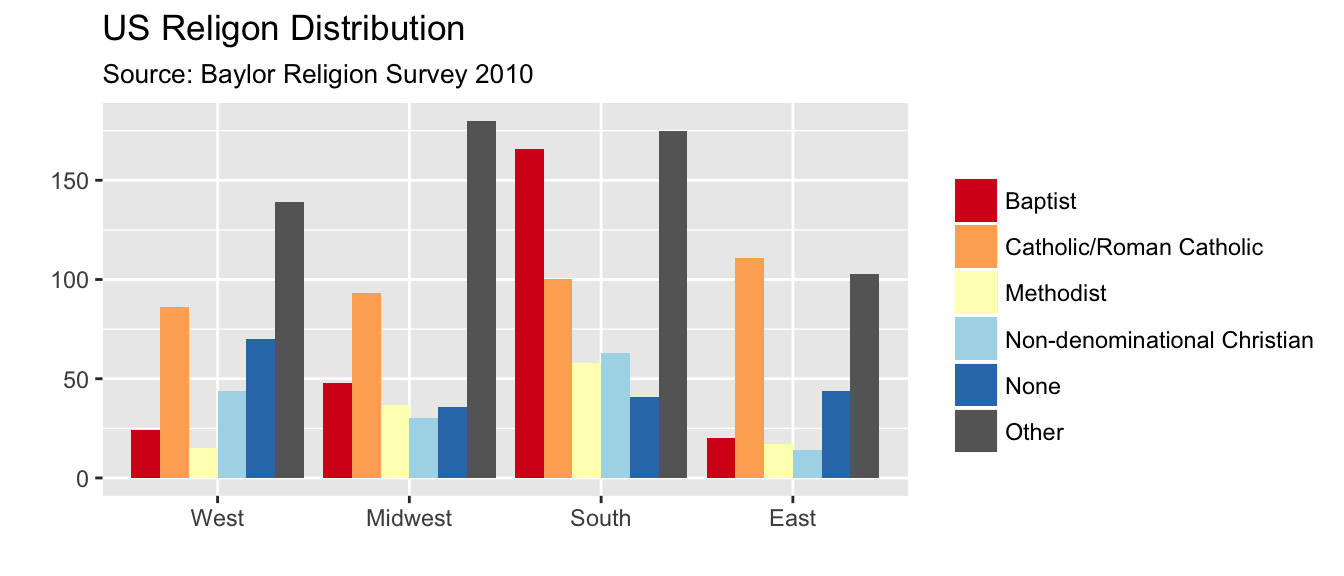 US Religon Distribution
Source: Baylor Religion Survey 2010
150
100
50
0
West Midwest South East
Baptist
Catholic/Roman Catholic
Methodist
Non-denominational Christian
None
Other